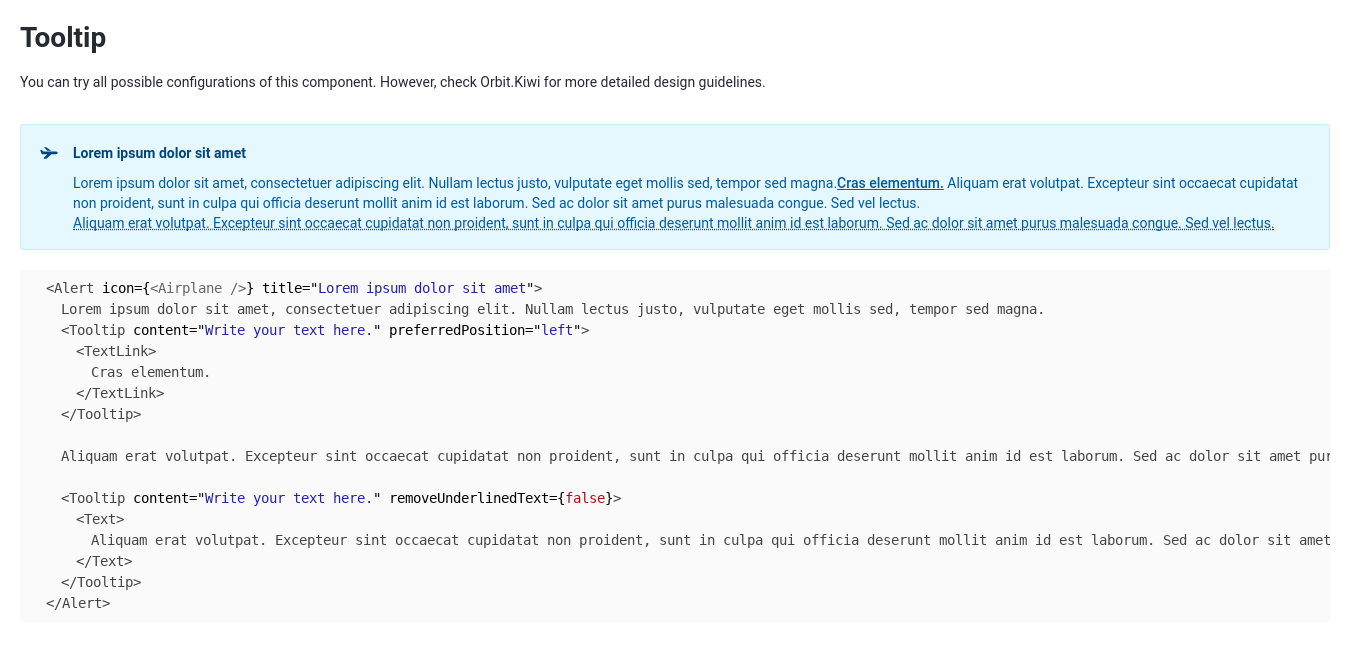 Tooltip
You can try all possible configurations of this component. However, check Orbit.Kiwi for more detailed design guidelines.
Lorem ipsum dolor sit amet
Lorem ipsum dolor sit amet, consectetuer adipiscing elit. Nullam lectus justo, vulputate eget mollis sed, tempor sed magna.Cras elementum. Aliquam erat volutpat. Excepteur sint occaecat cupidatat
non proident, sunt in culpa qui officia deserunt mollit anim id est laborum. Sed ac dolor sit amet purus malesuada congue. Sed vel lectus.
Aliquam erat volutpat. Excepteur sint occaecat cupidatat non proident, sunt in culpa qui officia deserunt mollit anim id est laborum. Sed ac dolor sit amet purus malesuada congue. Sed vel lectus.
<Alert icon={<Airplane />} title="Lorem ipsum dolor sit amet">
Lorem ipsum dolor sit amet, consectetuer adipiscing elit. Nullam lectus justo, vulputate eget mollis sed, tempor sed magna.
<Tooltip content="Write your text here." preferredPosition="left">
<TextLink>
Cras elementum.
</TextLink>
</Tooltip>
Aliquam erat volutpat. Excepteur sint occaecat cupidatat non proident, sunt in culpa qui officia deserunt mollit anim id est laborum. Sed ac dolor sit amet pur
<Tooltip content="Write your text here." removeUnderlinedText={false}>
<Text>
Aliquam erat volutpat. Excepteur sint occaecat cupidatat non proident, sunt in culpa qui officia deserunt mollit anim id est laborum. Sed ac dolor sit amet
</Text>
</Tooltip>
</Alert>